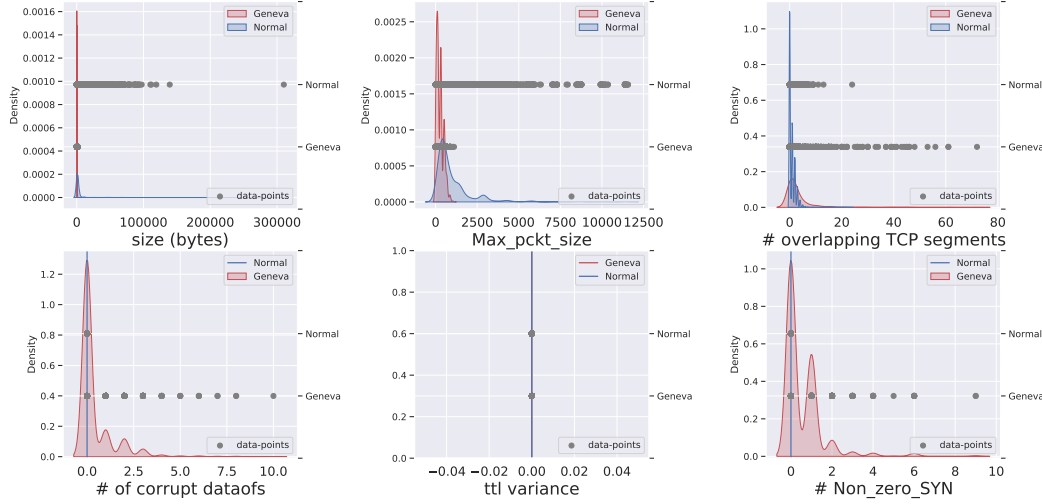 Geneva
Normal
0.0016
0.0014
0.0012
0.0010
0.0008
0.0006
0.0004
0.0002
0.0000
Density
Normal
Geneva
data-points
0 1000000 2000000 3000000
size (bytes)
Geneva
Normal
0.0025
0.0020
0.0015
0.0010
0.0005
0.0000
Density
Normal
Geneva
data-points
0 2500 5000 7500 10000 12500
Max_pckt_size
Geneva
Normal
1.0
0.8
0.6
0.4
0.2
0.0
Density
Normal
Geneva
data-points
0 20 40 60 80
# overlapping TCP segments
Normal
Geneva
1.2
1.0
0.8
0.6
0.4
0.2
0.0
Density
Normal
Geneva
data-points
0.0 2.5 5.0 7.5 10.0
# of corrupt dataofs
Geneva
Normal
1.0
0.8
0.6
0.4
0.2
0.0
Normal
Geneva
data-points
−0.04 −0.02 0.00 0.02 0.04
ttl variance
Normal
Geneva
1.0
0.8
0.6
0.4
0.2
0.0
Density
Normal
Geneva
data-points
0 2 4 6 8 10
# Non_zero_SYN